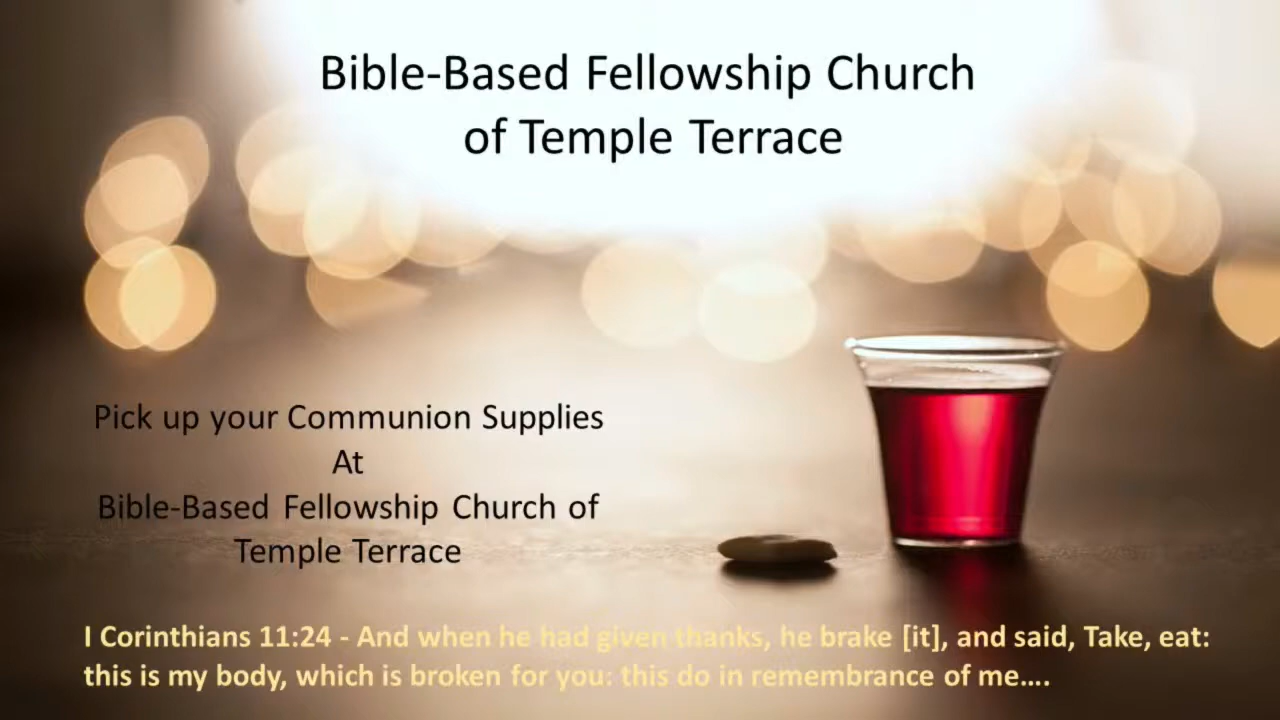 Bible-Based Fellowship Church
of Temple Terrace
Pick up your Communion Supplies
At
Bible-Based Fellowship Church of
Temple Terrace
I Corinthians 11:24 - And when he had given thanks, he brake [it], and said, Take, eat:
this is my body, which is broken for you: this do in remembrance of me....